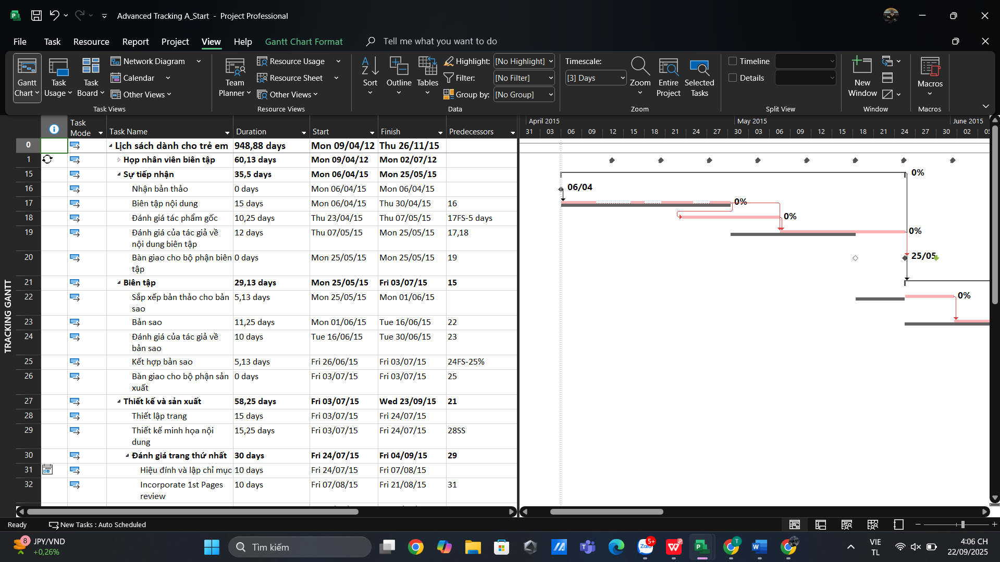 Advanced Tracking A_Start - Project Professional
File Task Resource Report Project View Help Gantt Chart Format Tell me what you want to do
Gantt Chart
Task Usage
Task Board
Network Diagram
Calendar
Other Views
Task Views
Team Planner
Resource Usage
Resource Sheet
Other Views
Resource Views
Sort
Outline
Tables
Highlight: [No Highlight]
Filter: [No Filter]
Group by: [No Group]
Data
Timescale:
[3] Days
Zoom
Entire Project
Selected Tasks
Zoom
Timeline
Details
Split View
New Window
Window
Macros
Macros
TRACKING GANTT
Task Mode Task Name Duration Start Finish Predecessors
0 Lịch sách dành cho trẻ em 948,88 days Mon 09/04/12 Thu 26/11/15
1 Họp nhân viên biên tập 60,13 days Mon 09/04/12 Mon 02/07/12
15 Sự tiếp nhận 35,5 days Mon 06/04/15 Mon 25/05/15
16 Nhận bản thảo 0 days Mon 06/04/15 Mon 06/04/15
17 Biên tập nội dung 15 days Mon 06/04/15 Thu 30/04/15 16
18 Đánh giá tác phẩm gốc 10,25 days Thu 23/04/15 Thu 07/05/15 17FS-5 days
19 Đánh giá của tác giả về nội dung biên tập 12 days Thu 07/05/15 Mon 25/05/15 17,18
20 Bàn giao cho bộ phận biên tập 0 days Mon 25/05/15 Mon 25/05/15 19
21 Biên tập 29,13 days Mon 25/05/15 Fri 03/07/15 15
22 Sắp xếp bản thảo cho bản sao 5,13 days Mon 25/05/15 Mon 01/06/15
23 Bản sao 11,25 days Mon 01/06/15 Tue 16/06/15 22
24 Đánh giá của tác giả về bản sao 10 days Tue 16/06/15 Tue 30/06/15 23
25 Kết hợp bản sao 5,13 days Fri 26/06/15 Fri 03/07/15 24FS-25%
26 Bàn giao cho bộ phận sản xuất 0 days Fri 03/07/15 Fri 03/07/15 25
27 Thiết kế và sản xuất 58,25 days Fri 03/07/15 Wed 23/09/15 21
28 Thiết lập trang 15 days Fri 03/07/15 Fri 24/07/15
29 Thiết kế minh họa nội dung 15,25 days Fri 03/07/15 Fri 24/07/15 28SS
30 Đánh giá trang thứ nhất 30 days Fri 24/07/15 Fri 04/09/15 29
31 Hiệu đính và lập chỉ mục 10 days Fri 24/07/15 Fri 07/08/15
32 Incorporate 1st Pages review 10 days Fri 07/08/15 Fri 21/08/15 31
April 2015 May 2015 June 2015
31 03 06 09 12 15 18 21 24 27 30 03 06 09 12 15 18 21 24 27 30 02
0%
06/04
0%
0%
0%
25/05
0%
Ready New Tasks : Auto Scheduled
8 JPY/VND
+0,26%
Tìm kiếm
Zalo 5+
VIE
TL
4:06 CH
22/09/2025